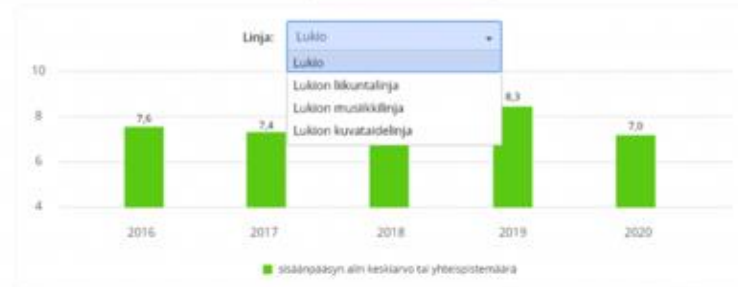 Linja: Lukio
Lukio
Lukion liikuntalinja
Lukion musiikkilinja
Lukion kuvataidelinja
10
8
6
4
7,6
7,4
8,3
7,0
2016 2017 2018 2019 2020
sisäänpääsyn alin keskiarvo tai yhteispistemäärä